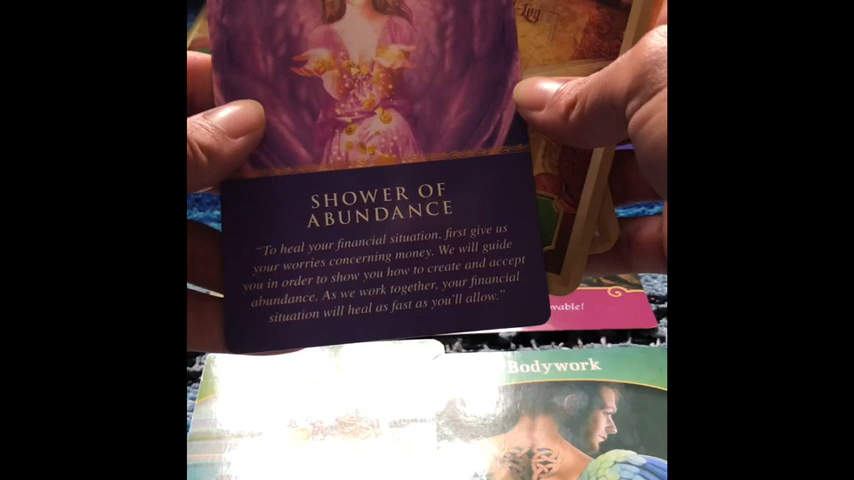 SHOWER OF
ABUNDANCE
"To heal your financial situation, first give us
your worries concerning money. We will guide
you in order to show you how to create and accept
abundance. As we work together, your financial
situation will heal as fast as you'll allow."
vable!
Bodywork